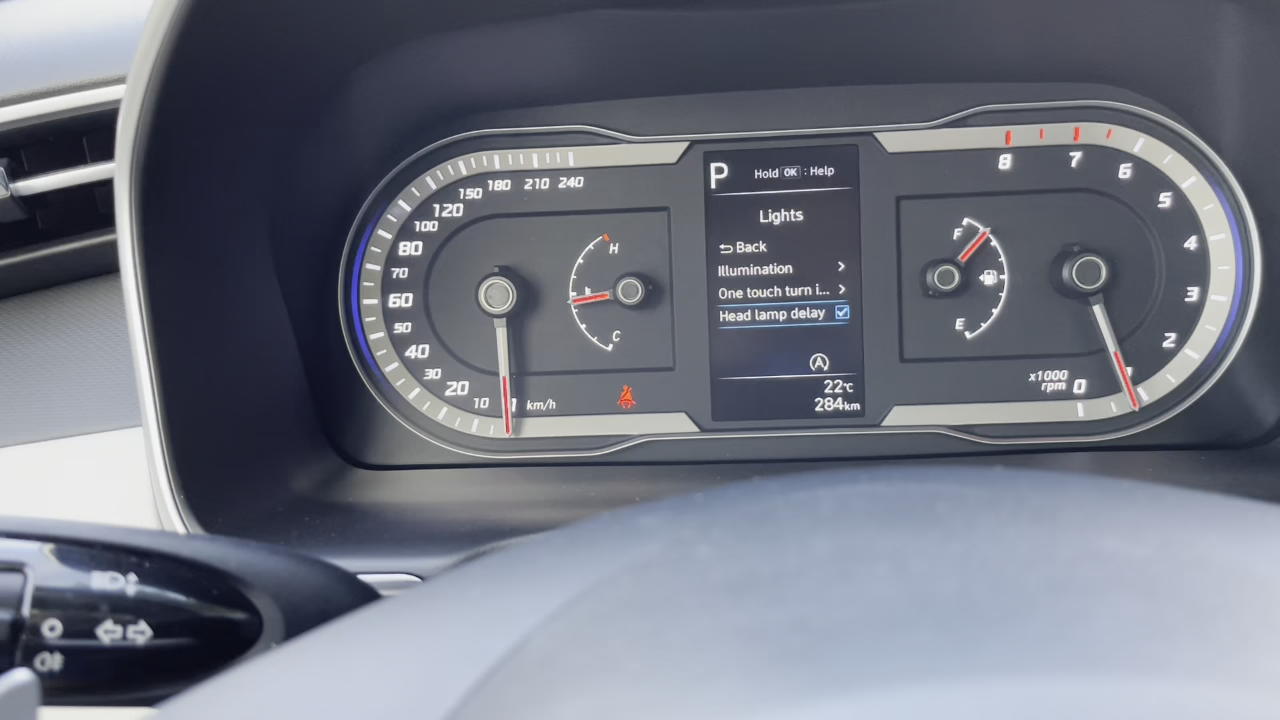 10
20
30
40
50
60
70
80
100
120
150
180
210
240
km/h
H
C
P
Hold OK : Help
Lights
Back
Illumination
One touch turn i...
Head lamp delay
A
22°C
284km
F
E
8
7
6
5
4
3
2
0
x1000
rpm